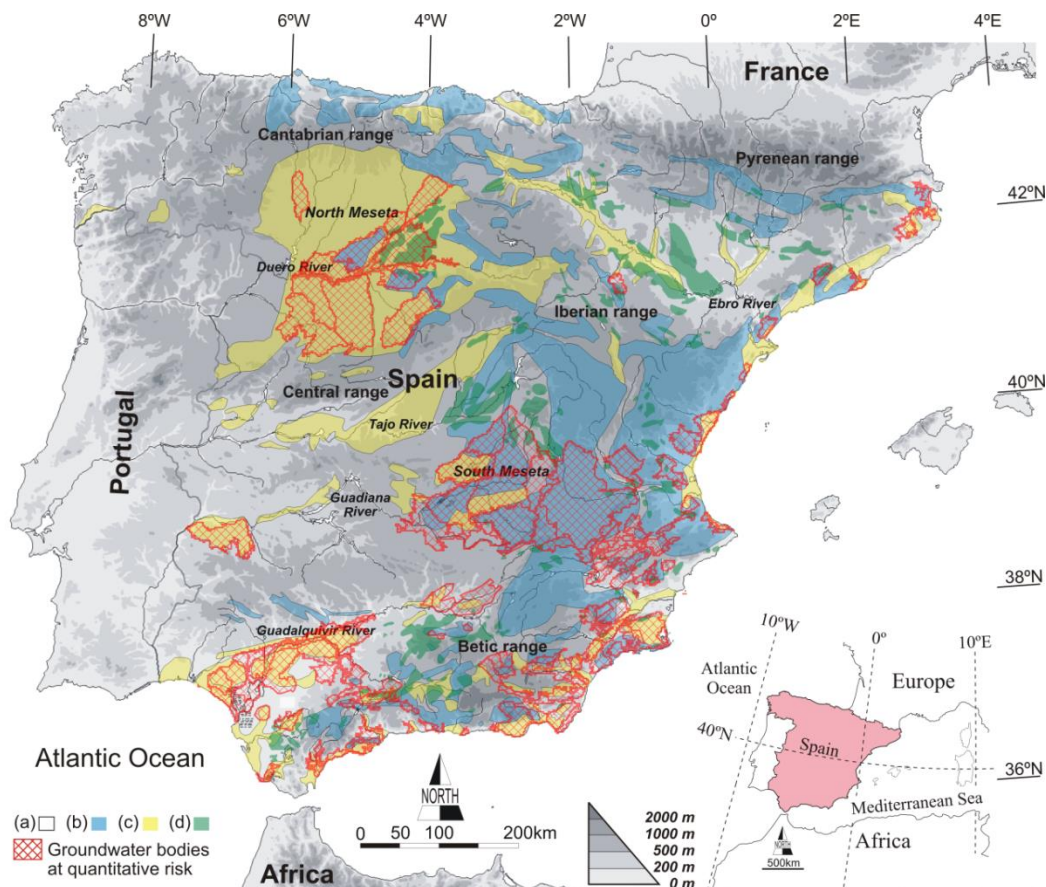 8ºW 6ºW 4ºW 2ºW 0º 2ºE 4ºE
France
Cantabrian range
Pyrenean range
42ºN
North Meseta
Duero River
Ebro River
Iberian range
Central range
Spain
40ºN
Portugal
Tajo River
South Meseta
Guadiana
River
38ºN
Guadalquivir River
Betic range
Atlantic Ocean
36ºN
NORTH
(a) (b) (c) (d)
Groundwater bodies
at quantitative risk
0 50 100 200km
Africa
2000 m
1000 m
500 m
200 m
0 m
10ºW
0º
10ºE
Atlantic
Ocean
Europe
40ºN
Spain
Mediterranean Sea
Africa
NORTH
500km